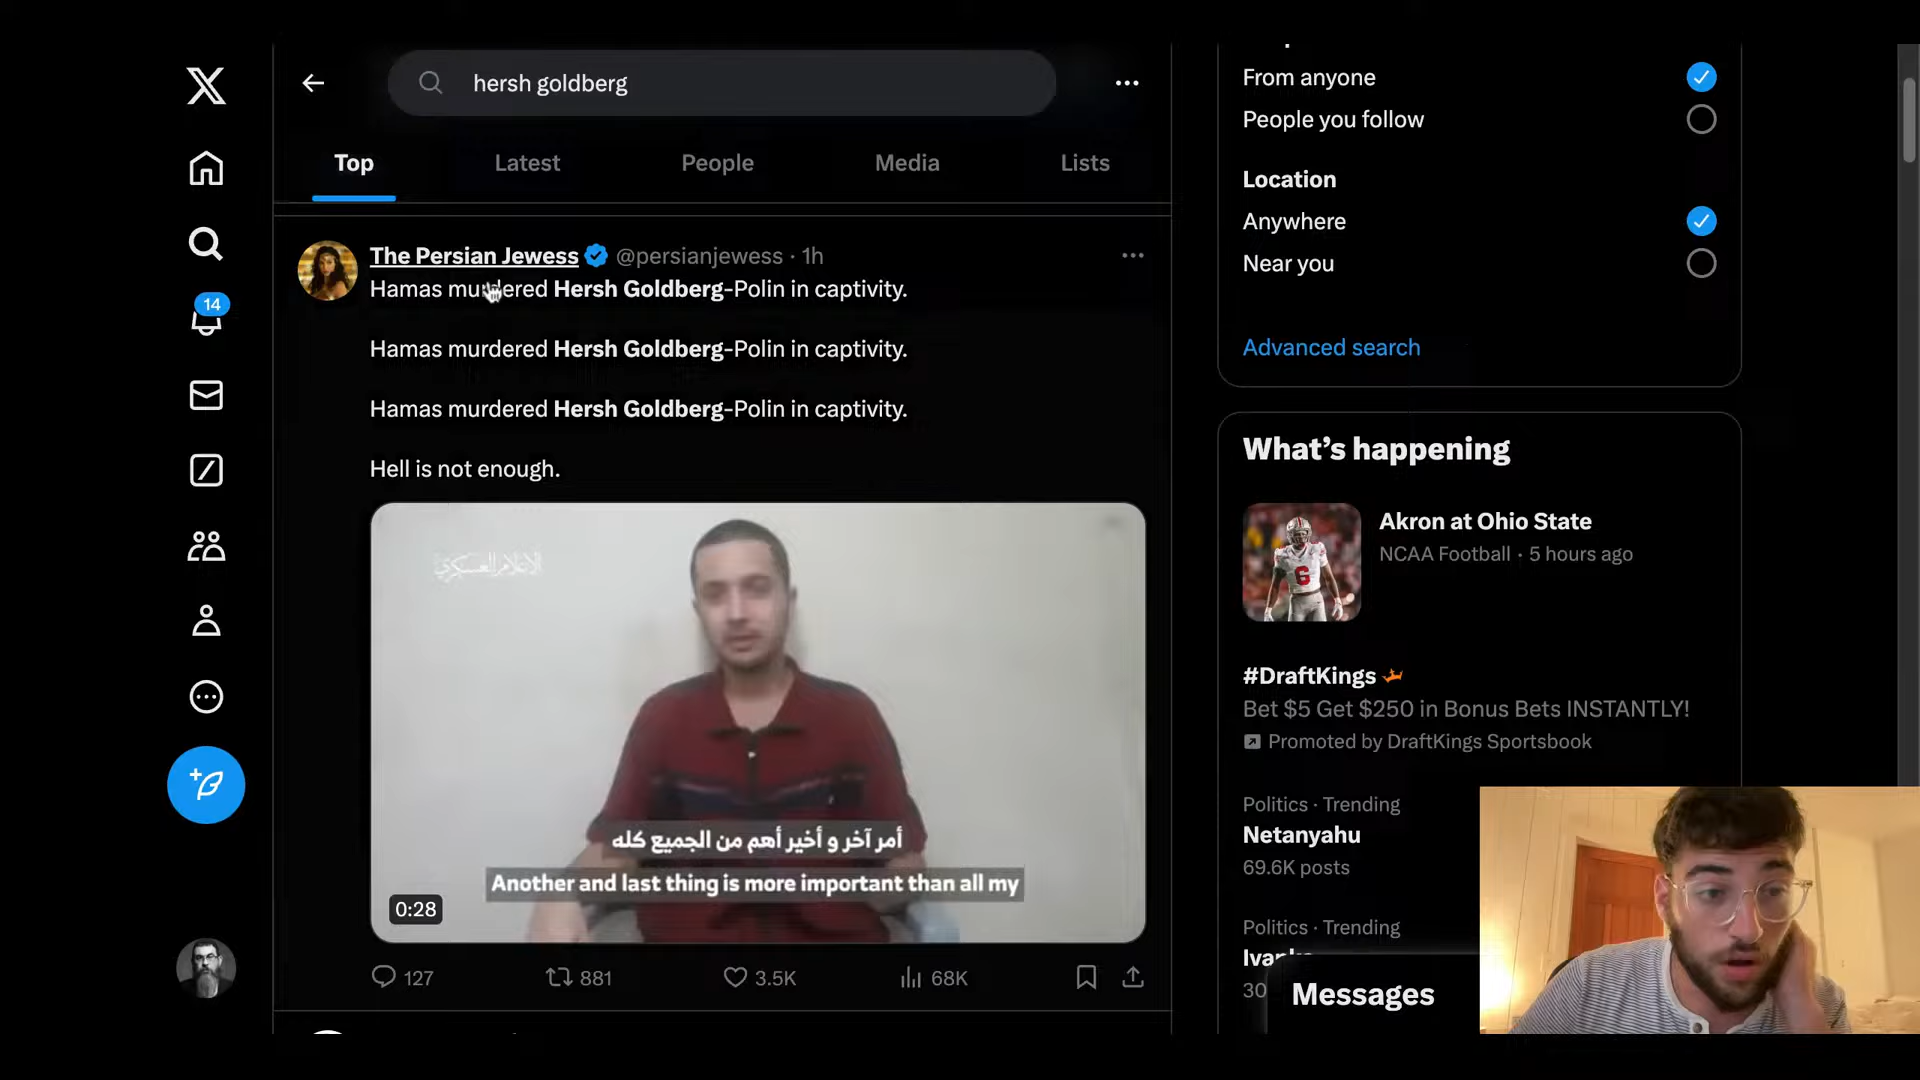 hersh goldberg
Top
Latest
People
Media
Lists
The Persian Jewess @persianjewess · 1h
Hamas murdered Hersh Goldberg-Polin in captivity.
Hamas murdered Hersh Goldberg-Polin in captivity.
Hamas murdered Hersh Goldberg-Polin in captivity.
Hell is not enough.
الإعلام العسكري
أمر آخر و أخير أهم من الجميع كله
Another and last thing is more important than all my
0:28
127
881
3.5K
68K
14
From anyone
People you follow
Location
Anywhere
Near you
Advanced search
What's happening
Akron at Ohio State
NCAA Football · 5 hours ago
6
#DraftKings
Bet $5 Get $250 in Bonus Bets INSTANTLY!
Promoted by DraftKings Sportsbook
Politics · Trending
Netanyahu
69.6K posts
Politics · Trending
30
Messages